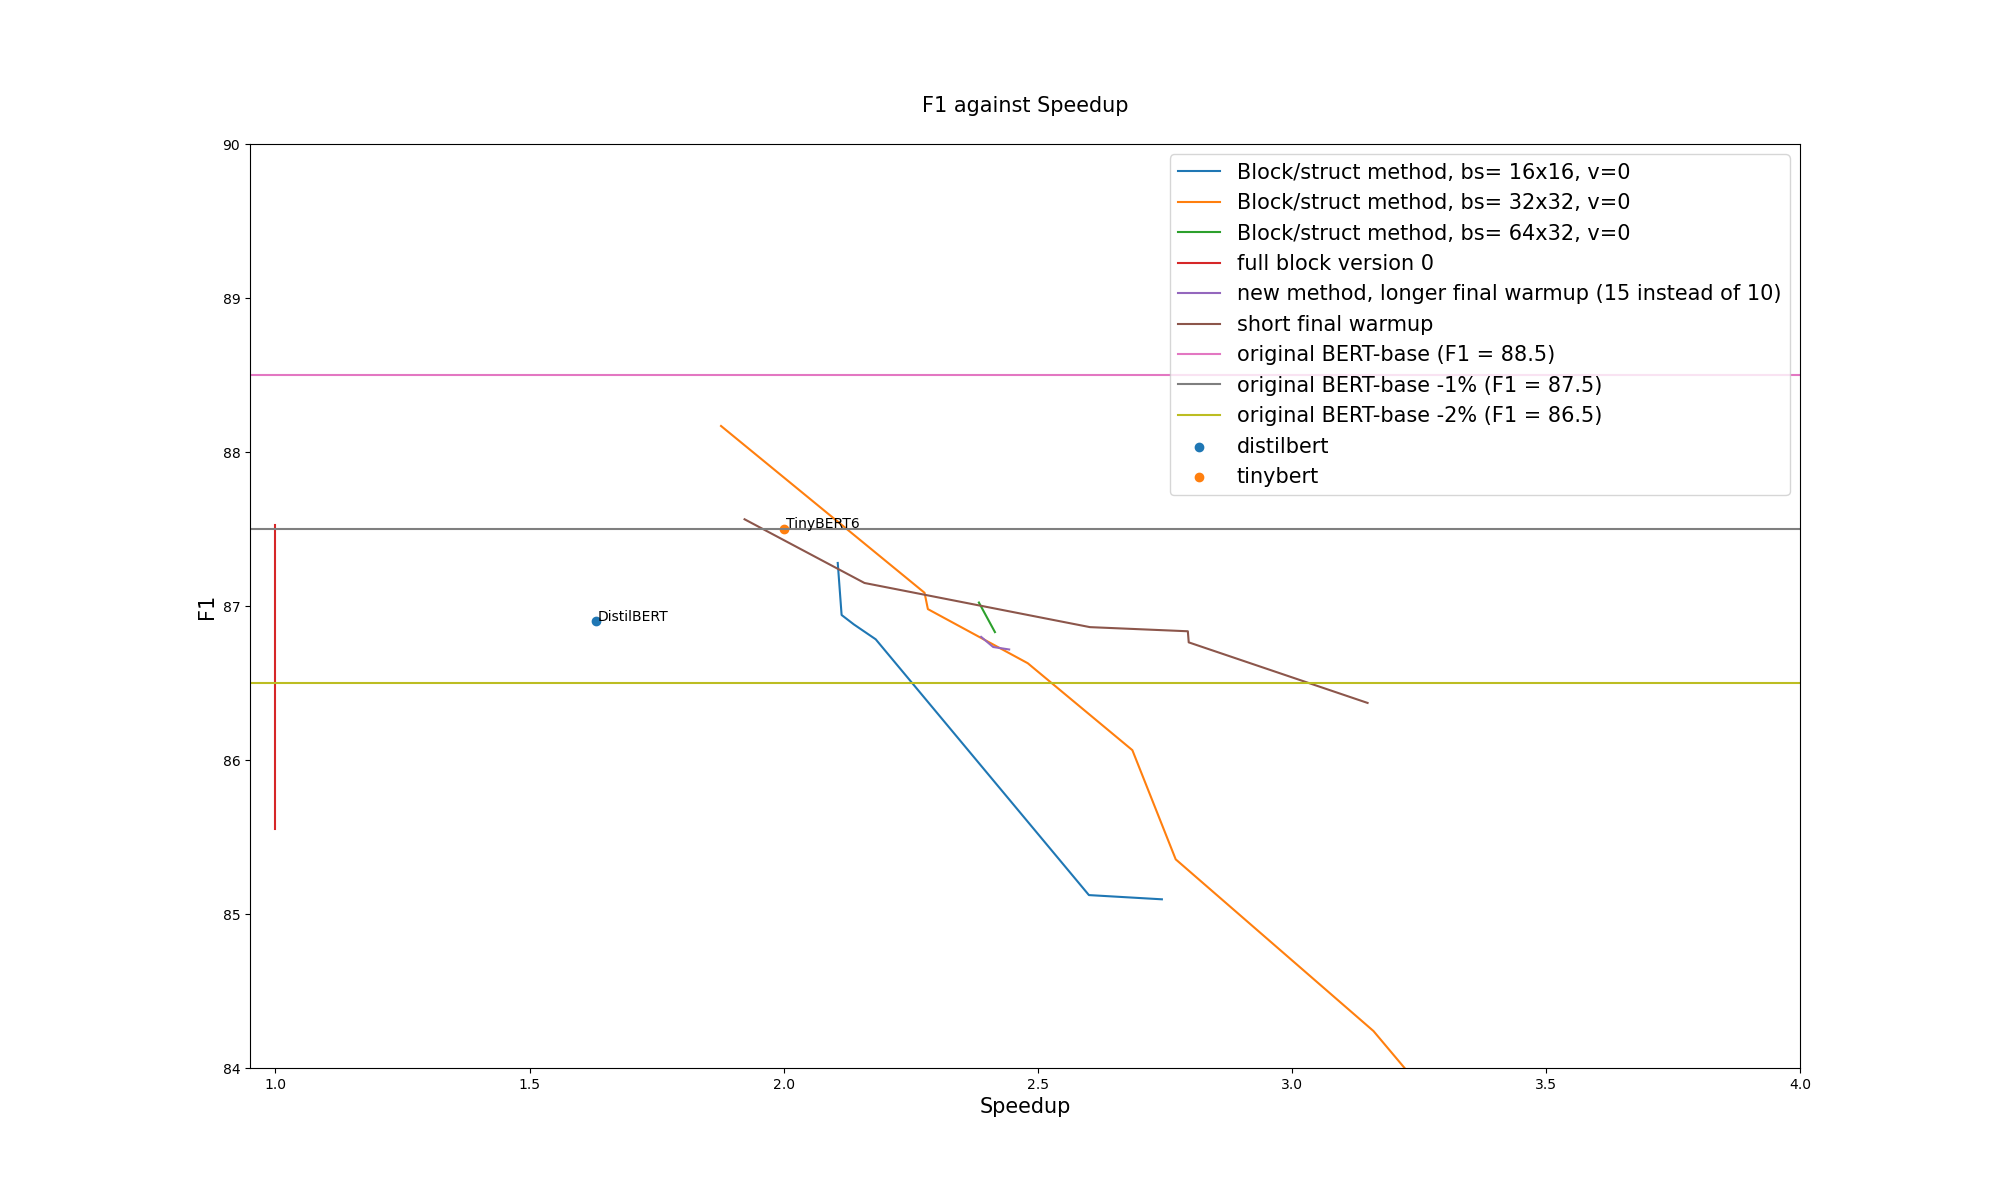 F1 against Speedup
90
89
88
87
86
85
84
F1
1.0
1.5
2.0
2.5
3.0
3.5
4.0
Speedup
Block/struct method, bs= 16x16, v=0
Block/struct method, bs= 32x32, v=0
Block/struct method, bs= 64x32, v=0
full block version 0
new method, longer final warmup (15 instead of 10)
short final warmup
original BERT-base (F1 = 88.5)
original BERT-base -1% (F1 = 87.5)
original BERT-base -2% (F1 = 86.5)
distilbert
tinybert
TinyBERT6
DistilBERT